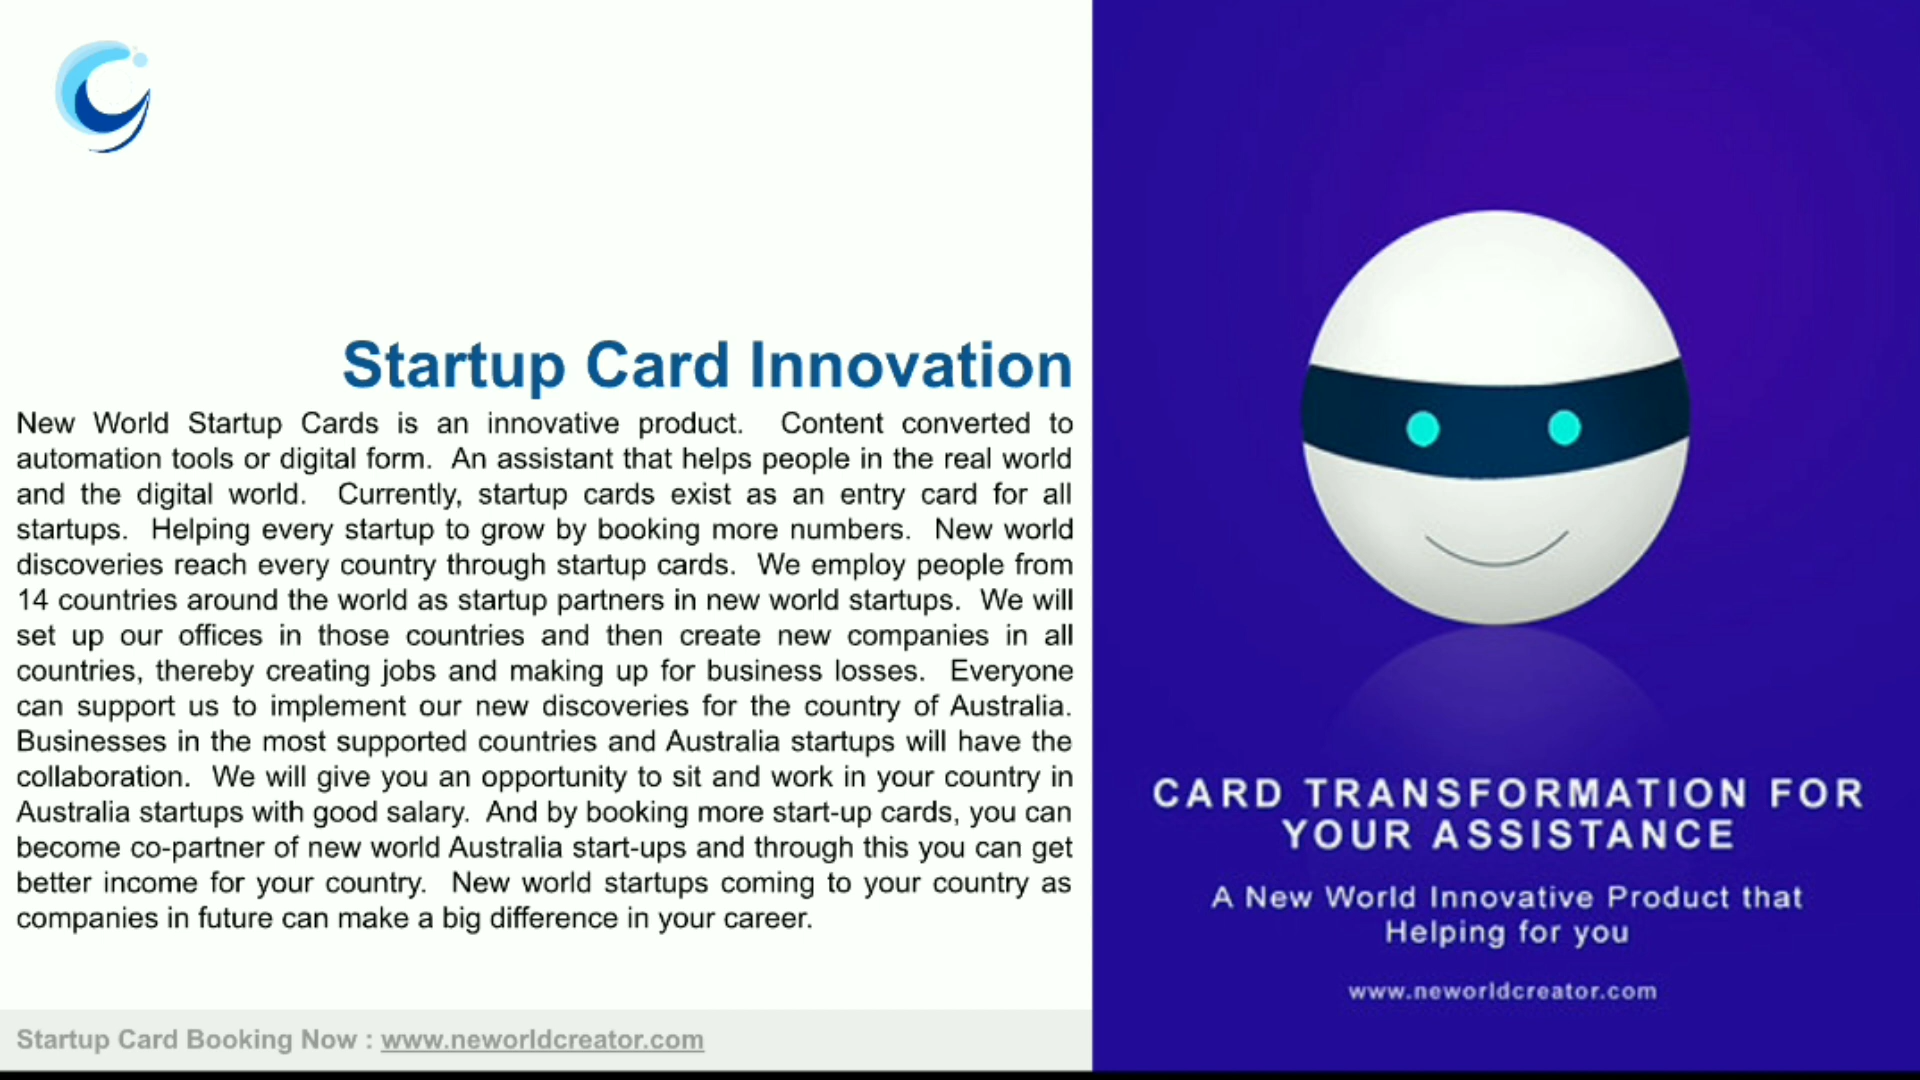 Startup Card Innovation
New World Startup Cards is an innovative product. Content converted to
automation tools or digital form. An assistant that helps people in the real world
and the digital world. Currently, startup cards exist as an entry card for all
startups. Helping every startup to grow by booking more numbers. New world
discoveries reach every country through startup cards. We employ people from
14 countries around the world as startup partners in new world startups. We will
set up our offices in those countries and then create new companies in all
countries, thereby creating jobs and making up for business losses. Everyone
can support us to implement our new discoveries for the country of Australia.
Businesses in the most supported countries and Australia startups will have the
collaboration. We will give you an opportunity to sit and work in your country in
Australia startups with good salary. And by booking more start-up cards, you can
become co-partner of new world Australia start-ups and through this you can get
better income for your country. New world startups coming to your country as
companies in future can make a big difference in your career.
Startup Card Booking Now : www.neworldcreator.com
CARD TRANSFORMATION FOR
YOUR ASSISTANCE
A New World Innovative Product that
Helping for you
www.neworldcreator.com